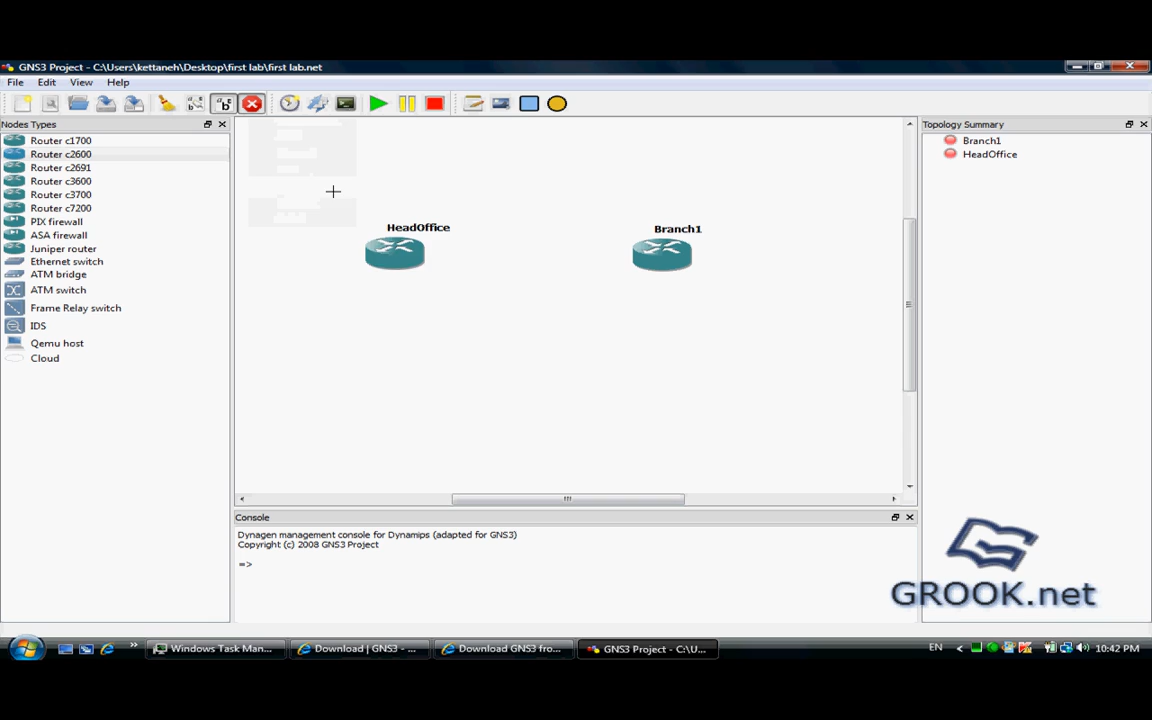 GNS3 Project - C:\Users\kettaneh\Desktop\first lab\first lab.net
File Edit View Help
Nodes Types
Router c1700
Router c2600
Router c2691
Router c3600
Router c3700
Router c7200
PIX firewall
ASA firewall
Juniper router
Ethernet switch
ATM bridge
ATM switch
Frame Relay switch
IDS
Qemu host
Cloud
HeadOffice
Branch1
Topology Summary
Branch1
HeadOffice
Console
Dynagen management console for Dynamips (adapted for GNS3)
Copyright (c) 2008 GNS3 Project
=>
GROOK.net
Windows Task Man...
Download | GNS3 - ...
Download GNS3 fro...
GNS3 Project - C:\U...
EN
10:42 PM